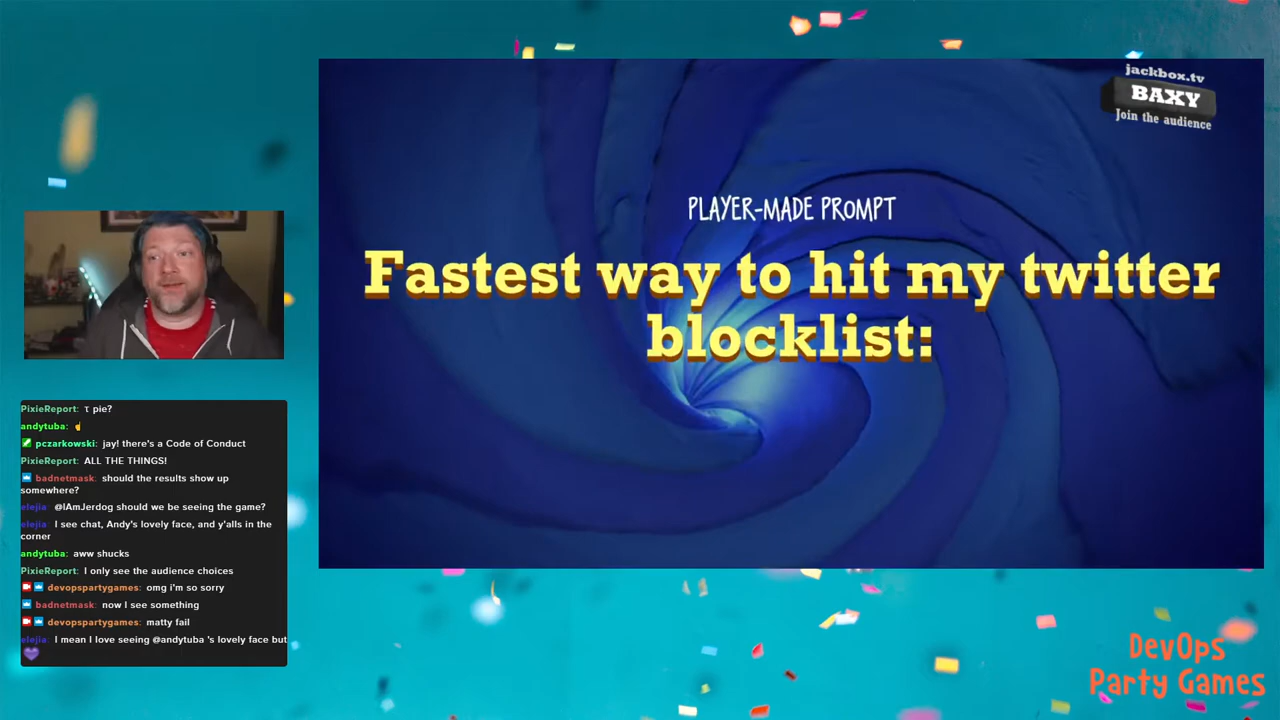 jackbox.tv
BAXY
Join the audience
PLAYER-MADE PROMPT
Fastest way to hit my twitter
blocklist:
PixieReport: τ pie?
andytuba: ☝
pczarkowski: jay! there's a Code of Conduct
PixieReport: ALL THE THINGS!
badnetmask: should the results show up
somewhere?
elejia: @IAmJerdog should we be seeing the game?
elejia: I see chat, Andy's lovely face, and y'alls in the
corner
andytuba: aww shucks
PixieReport: I only see the audience choices
devopspartygames: omg i'm so sorry
badnetmask: now I see something
devopspartygames: matty fail
elejia: I mean I love seeing @andytuba 's lovely face but
💜
DevOps
Party Games